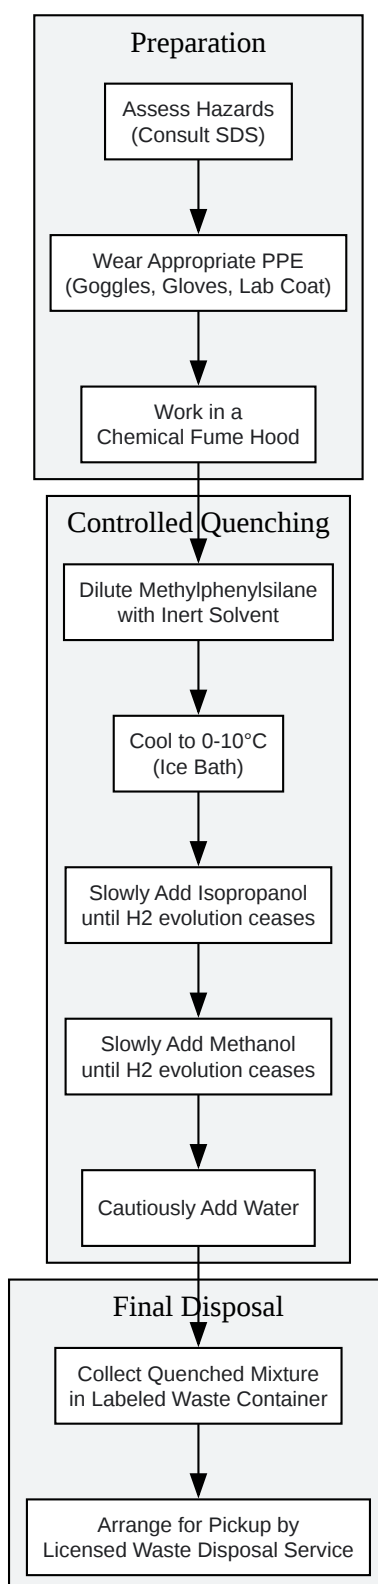 Preparation
Assess Hazards
(Consult SDS)
Wear Appropriate PPE
(Goggles, Gloves, Lab Coat)
Work in a
Chemical Fume Hood
Controlled Quenching
Dilute Methylphenylsilane
with Inert Solvent
Cool to 0-10°C
(Ice Bath)
Slowly Add Isopropanol
until H2 evolution ceases
Slowly Add Methanol
until H2 evolution ceases
Cautiously Add Water
Final Disposal
Collect Quenched Mixture
in Labeled Waste Container
Arrange for Pickup by
Licensed Waste Disposal Service